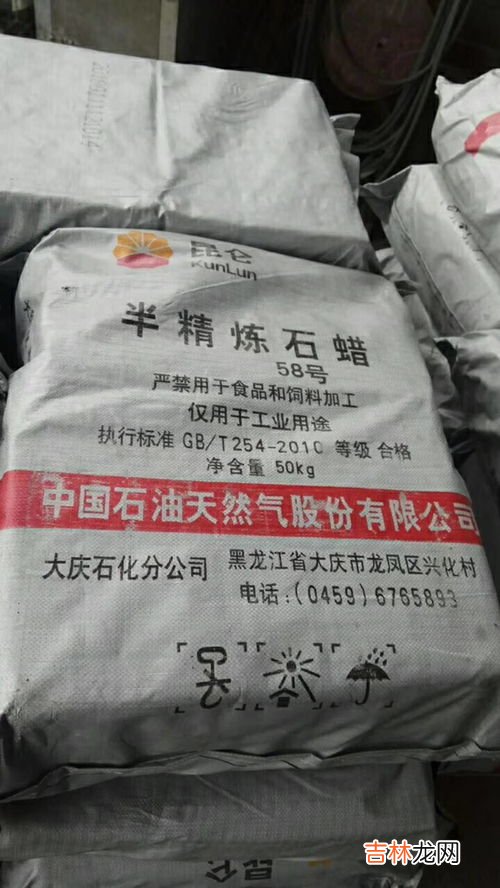 昆仑
KunLun
半精炼石蜡
58号
严禁用于食品和饲料加工
仅用于工业用途
执行标准 GB/T254-2010 等级 合格
净含量 50kg
中国石油天然气股份有限公司
大庆石化分公司
黑龙江省大庆市龙凤区兴化村
电话:(0459)6765893
昆仑
吉林龙网